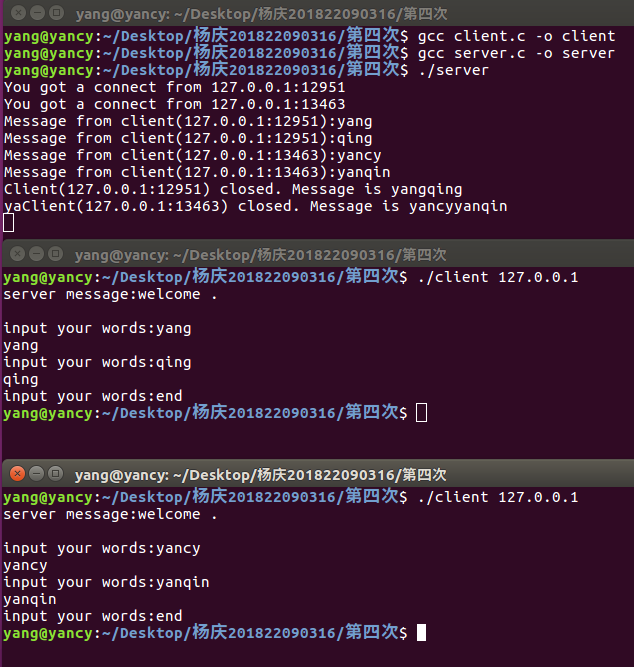 yang@yancy: ~/Desktop/杨庆201822090316/第四次
yang@yancy:~/Desktop/杨庆201822090316/第四次$ gcc client.c -o client
yang@yancy:~/Desktop/杨庆201822090316/第四次$ gcc server.c -o server
yang@yancy:~/Desktop/杨庆201822090316/第四次$ ./server
You got a connect from 127.0.0.1:12951
You got a connect from 127.0.0.1:13463
Message from client(127.0.0.1:12951):yang
Message from client(127.0.0.1:12951):qing
Message from client(127.0.0.1:13463):yancy
Message from client(127.0.0.1:13463):yanqin
Client(127.0.0.1:12951) closed. Message is yangqing
yaClient(127.0.0.1:13463) closed. Message is yancyyanqin
yang@yancy: ~/Desktop/杨庆201822090316/第四次
yang@yancy:~/Desktop/杨庆201822090316/第四次$ ./client 127.0.0.1
server message:welcome .
input your words:yang
yang
input your words:qing
qing
input your words:end
yang@yancy:~/Desktop/杨庆201822090316/第四次$
yang@yancy: ~/Desktop/杨庆201822090316/第四次
yang@yancy:~/Desktop/杨庆201822090316/第四次$ ./client 127.0.0.1
server message:welcome .
input your words:yancy
yancy
input your words:yanqin
yanqin
input your words:end
yang@yancy:~/Desktop/杨庆201822090316/第四次$